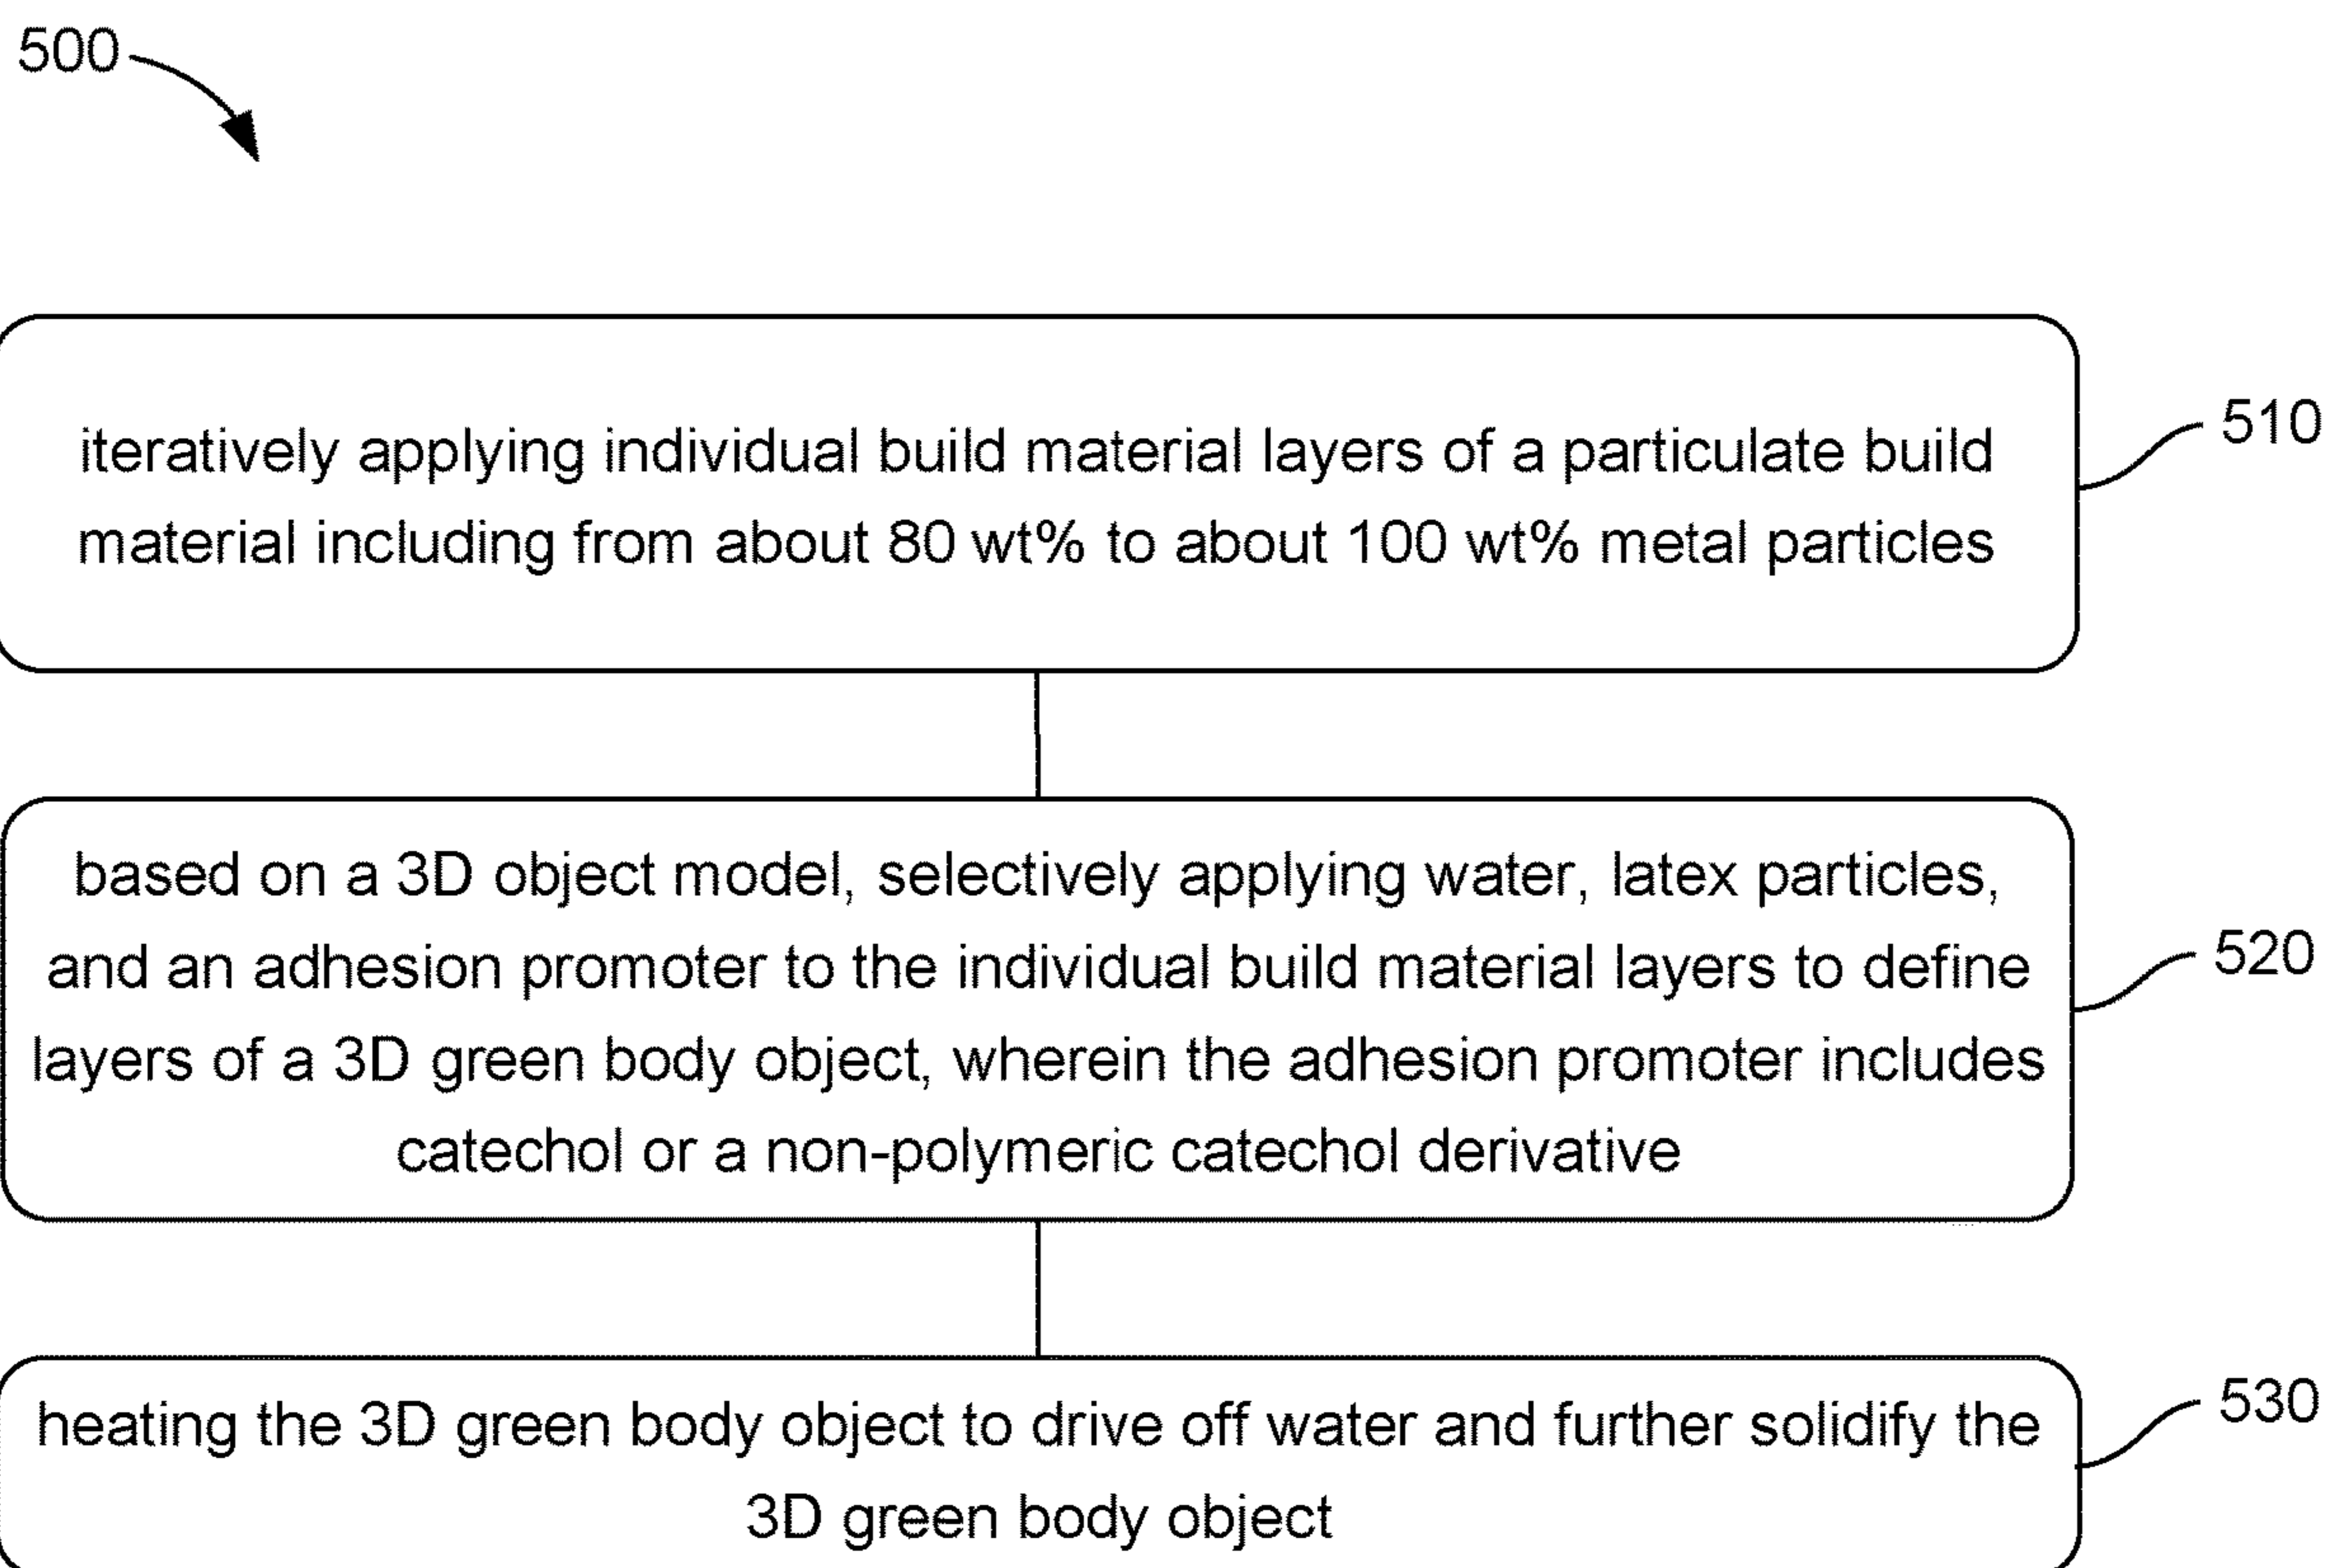 500
iteratively applying individual build material layers of a particulate build
material including from about 80 wt% to about 100 wt% metal particles
510
based on a 3D object model, selectively applying water, latex particles,
and an adhesion promoter to the individual build material layers to define
layers of a 3D green body object, wherein the adhesion promoter includes
catechol or a non-polymeric catechol derivative
520
heating the 3D green body object to drive off water and further solidify the
3D green body object
530